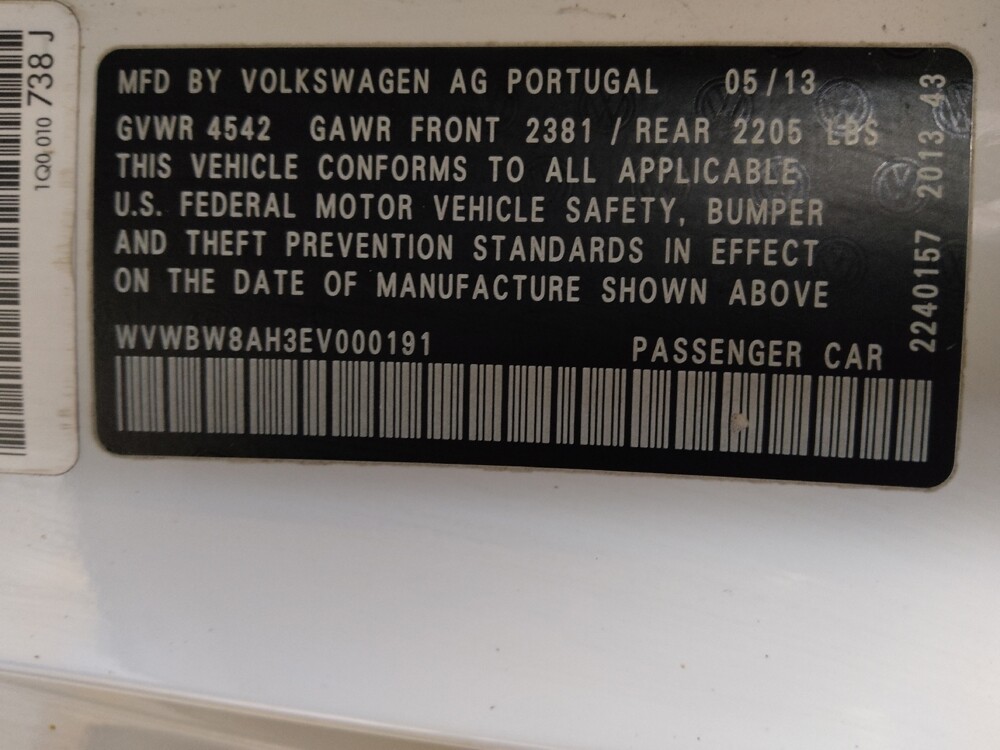 MFD BY VOLKSWAGEN AG PORTUGAL 05/13
GVWR 4542 GAWR FRONT 2381 / REAR 2205 LBS
THIS VEHICLE CONFORMS TO ALL APPLICABLE
U.S. FEDERAL MOTOR VEHICLE SAFETY, BUMPER
AND THEFT PREVENTION STANDARDS IN EFFECT
ON THE DATE OF MANUFACTURE SHOWN ABOVE
WVWBW8AH3EV000191 PASSENGER CAR
2240157 2013 43
1Q0 010 738 J